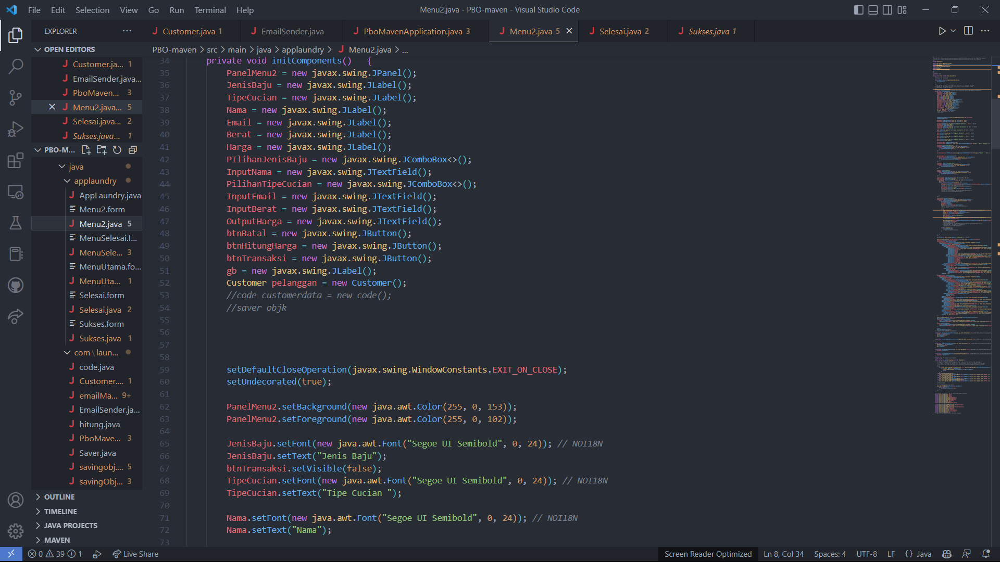 File Edit Selection View Go Run Terminal Help
Menu2.java - PBO-maven - Visual Studio Code
EXPLORER
Customer.java 1
EmailSender.java
PboMavenApplication.java 3
Menu2.java 5
Selesai.java 2
Sukses.java 1
OPEN EDITORS
Customer.ja... 1
EmailSender.java...
PboMaven... 3
Menu2.java... 5
Selesai.java... 2
Sukses.java... 1
PBO-M...
java
applaundry
AppLaundry.java
Menu2.form
Menu2.java 5
MenuSelesai.f...
MenuSele... 3
MenuUtama.fo...
MenuUta... 1
Selesai.form
Selesai.java 2
Sukses.form
Sukses.java 1
com\laun...
code.java
Customer.... 1
emailMa... 9+
EmailSender.ja...
hitung.java
PboMave... 3
Saver.java
savingobj.... 5
savingObj... 3
OUTLINE
TIMELINE
JAVA PROJECTS
MAVEN
PBO-maven > src > main > java > applaundry > Menu2.java > ...
34 private void initComponents() {
35 PanelMenu2 = new javax.swing.JPanel();
36 JenisBaju = new javax.swing.JLabel();
37 TipeCucian = new javax.swing.JLabel();
38 Nama = new javax.swing.JLabel();
39 Email = new javax.swing.JLabel();
40 Berat = new javax.swing.JLabel();
41 Harga = new javax.swing.JLabel();
42 PIlihanJenisBaju = new javax.swing.JComboBox<>();
43 InputNama = new javax.swing.JTextField();
44 PilihanTipeCucian = new javax.swing.JComboBox<>();
45 InputEmail = new javax.swing.JTextField();
46 InputBerat = new javax.swing.JTextField();
47 OutputHarga = new javax.swing.JTextField();
48 btnBatal = new javax.swing.JButton();
49 btnHitungHarga = new javax.swing.JButton();
50 btnTransaksi = new javax.swing.JButton();
51 gb = new javax.swing.JLabel();
52 Customer pelanggan = new Customer();
53 //code customerdata = new code();
54 //saver objk
55
56
57
58
59 setDefaultCloseOperation(javax.swing.WindowConstants.EXIT_ON_CLOSE);
60 setUndecorated(true);
61
62 PanelMenu2.setBackground(new java.awt.Color(255, 0, 153));
63 PanelMenu2.setForeground(new java.awt.Color(255, 0, 102));
64
65 JenisBaju.setFont(new java.awt.Font("Segoe UI Semibold", 0, 24)); // NOI18N
66 JenisBaju.setText("Jenis Baju");
67 btnTransaksi.setVisible(false);
68 TipeCucian.setFont(new java.awt.Font("Segoe UI Semibold", 0, 24)); // NOI18N
69 TipeCucian.setText("Tipe Cucian ");
70
71 Nama.setFont(new java.awt.Font("Segoe UI Semibold", 0, 24)); // NOI18N
72 Nama.setText("Nama");
73
0 39 1 Live Share
Screen Reader Optimized Ln 8, Col 34 Spaces: 4 UTF-8 LF {} Java